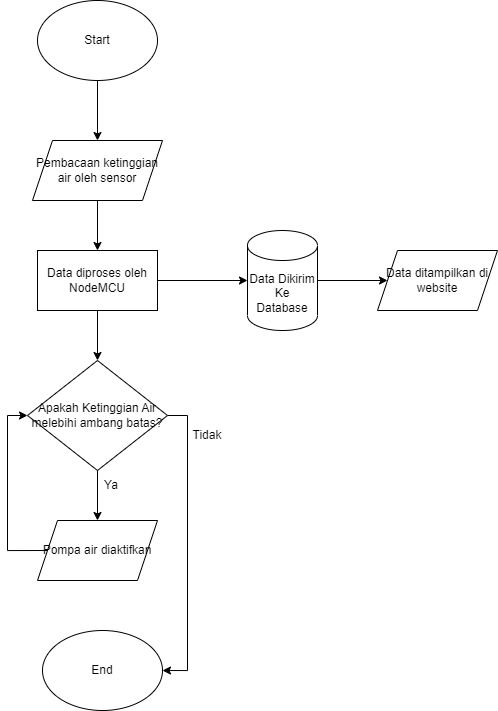 Start
Pembacaan ketinggian
air oleh sensor
Data diproses oleh
NodeMCU
Data Dikirim
Ke
Database
Data ditampilkan di
website
Apakah Ketinggian Air
melebihi ambang batas?
Tidak
Ya
Pompa air diaktifkan
End